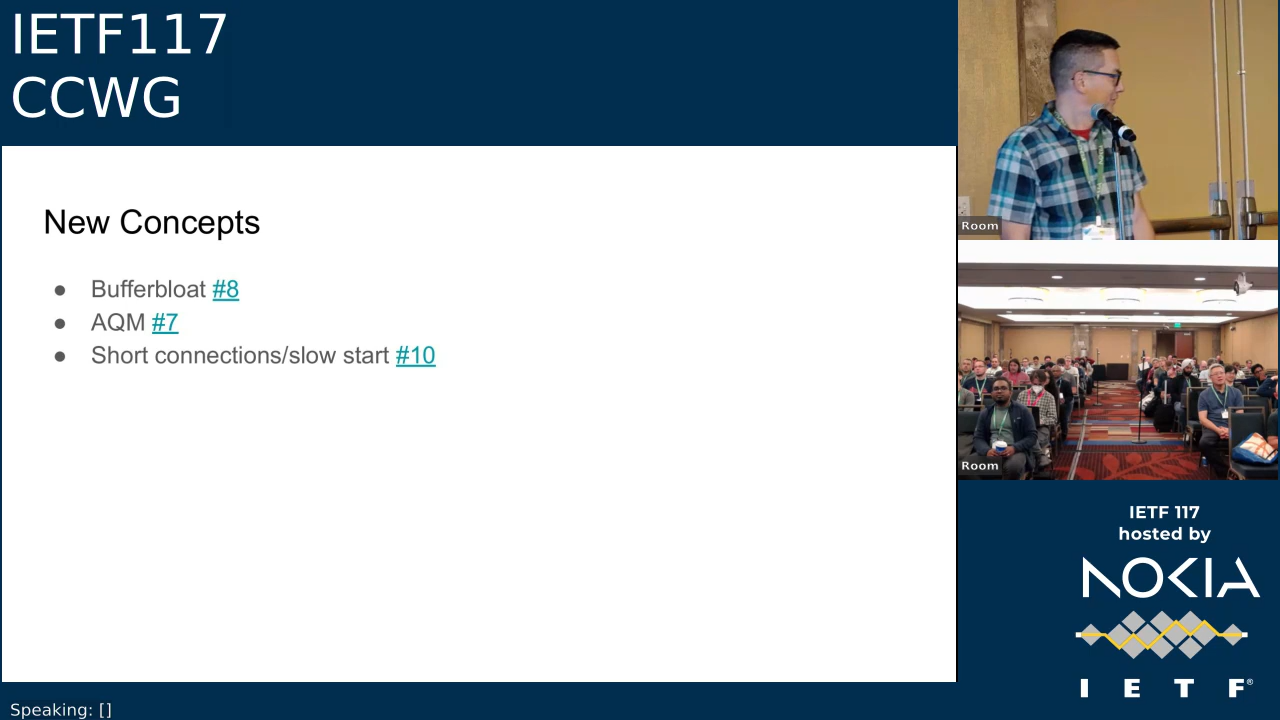 IETF117
CCWG
New Concepts
● Bufferbloat #8
● AQM #7
● Short connections/slow start #10
Room
Room
IETF 117
hosted by
NOKIA
I E T F®
Speaking: []